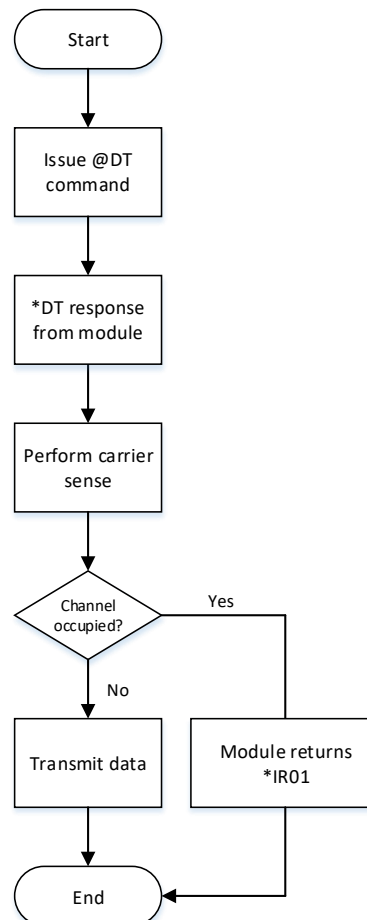 Start
Issue @DT
command
*DT response
from module
Perform carrier
sense
Channel
occupied?
Yes
No
Transmit data
Module returns
*IR01
End